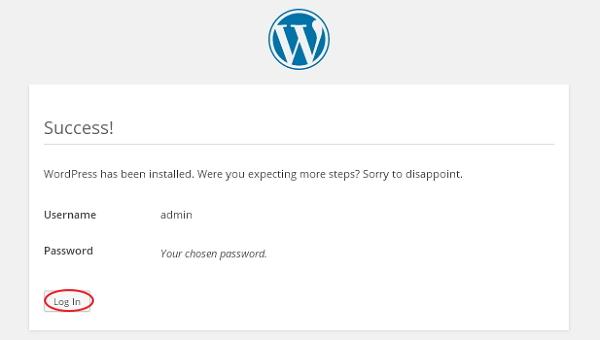 Success!
WordPress has been installed. Were you expecting more steps? Sorry to disappoint.
Username admin
Password Your chosen password.
Log In